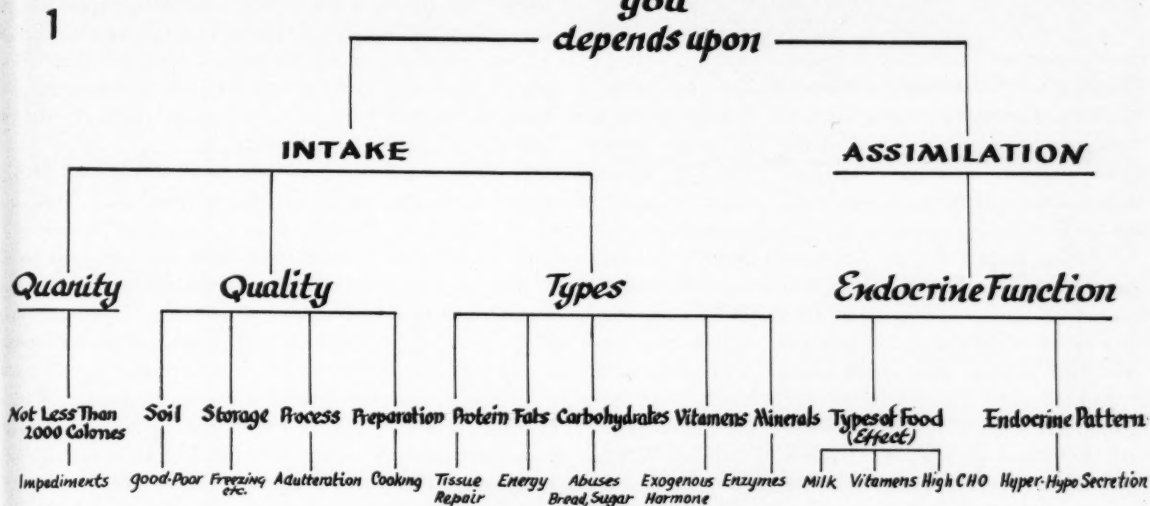 1
you
depends upon
INTAKE
ASSIMILATION
Quanity
Quality
Types
Endocrine Function
Not Less Than
2000 Calories
Soil
Storage
Process
Preparation
Protein
Fats
Carbohydrates
Vitamens
Minerals
Types of Food
(Effect)
Endocrine Pattern
Impediments
good-Poor
Freezing
etc.
Adutteration
Cooking
Tissue
Repair
Energy
Abuses
Bread, Sugar
Exogenous
Hormone
Enzymes
Milk
Vitamens
High CHO
Hyper-Hypo Secretion